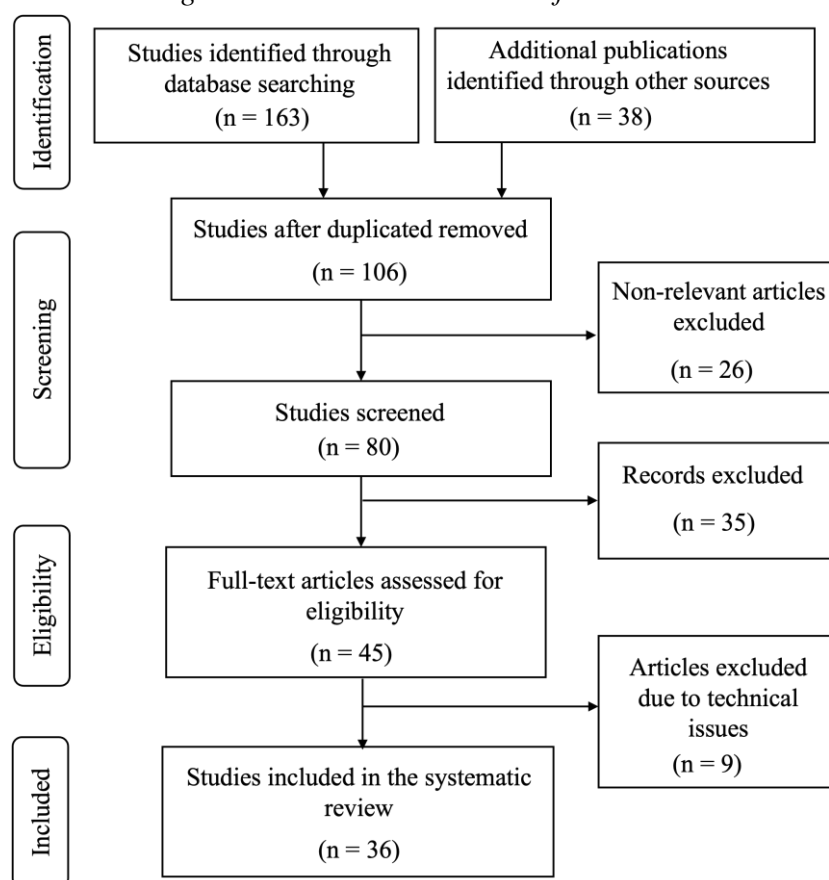 Identification
Studies identified through
database searching
(n = 163)
Additional publications
identified through other sources
(n = 38)
Screening
Studies after duplicated removed
(n = 106)
Non-relevant articles
excluded
(n = 26)
Studies screened
(n = 80)
Records excluded
(n = 35)
Eligibility
Full-text articles assessed for
eligibility
(n = 45)
Articles excluded
due to technical
issues
(n = 9)
Included
Studies included in the systematic
review
(n = 36)